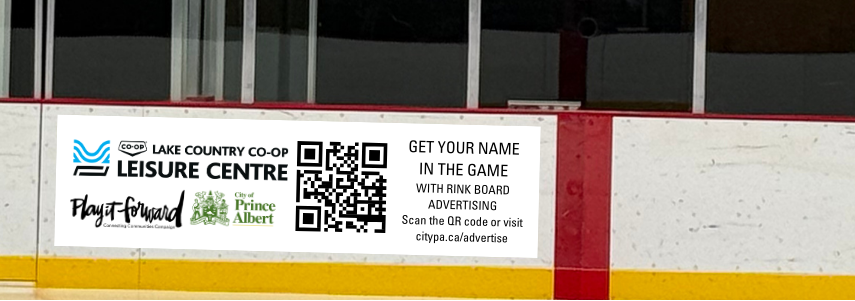 CO-OP
LAKE COUNTRY CO-OP
LEISURE CENTRE
Play it Forward
Connecting Communities Campaign
City of
Prince
Albert
GET YOUR NAME
IN THE GAME
WITH RINK BOARD
ADVERTISING
Scan the QR code or visit
citypa.ca/advertise